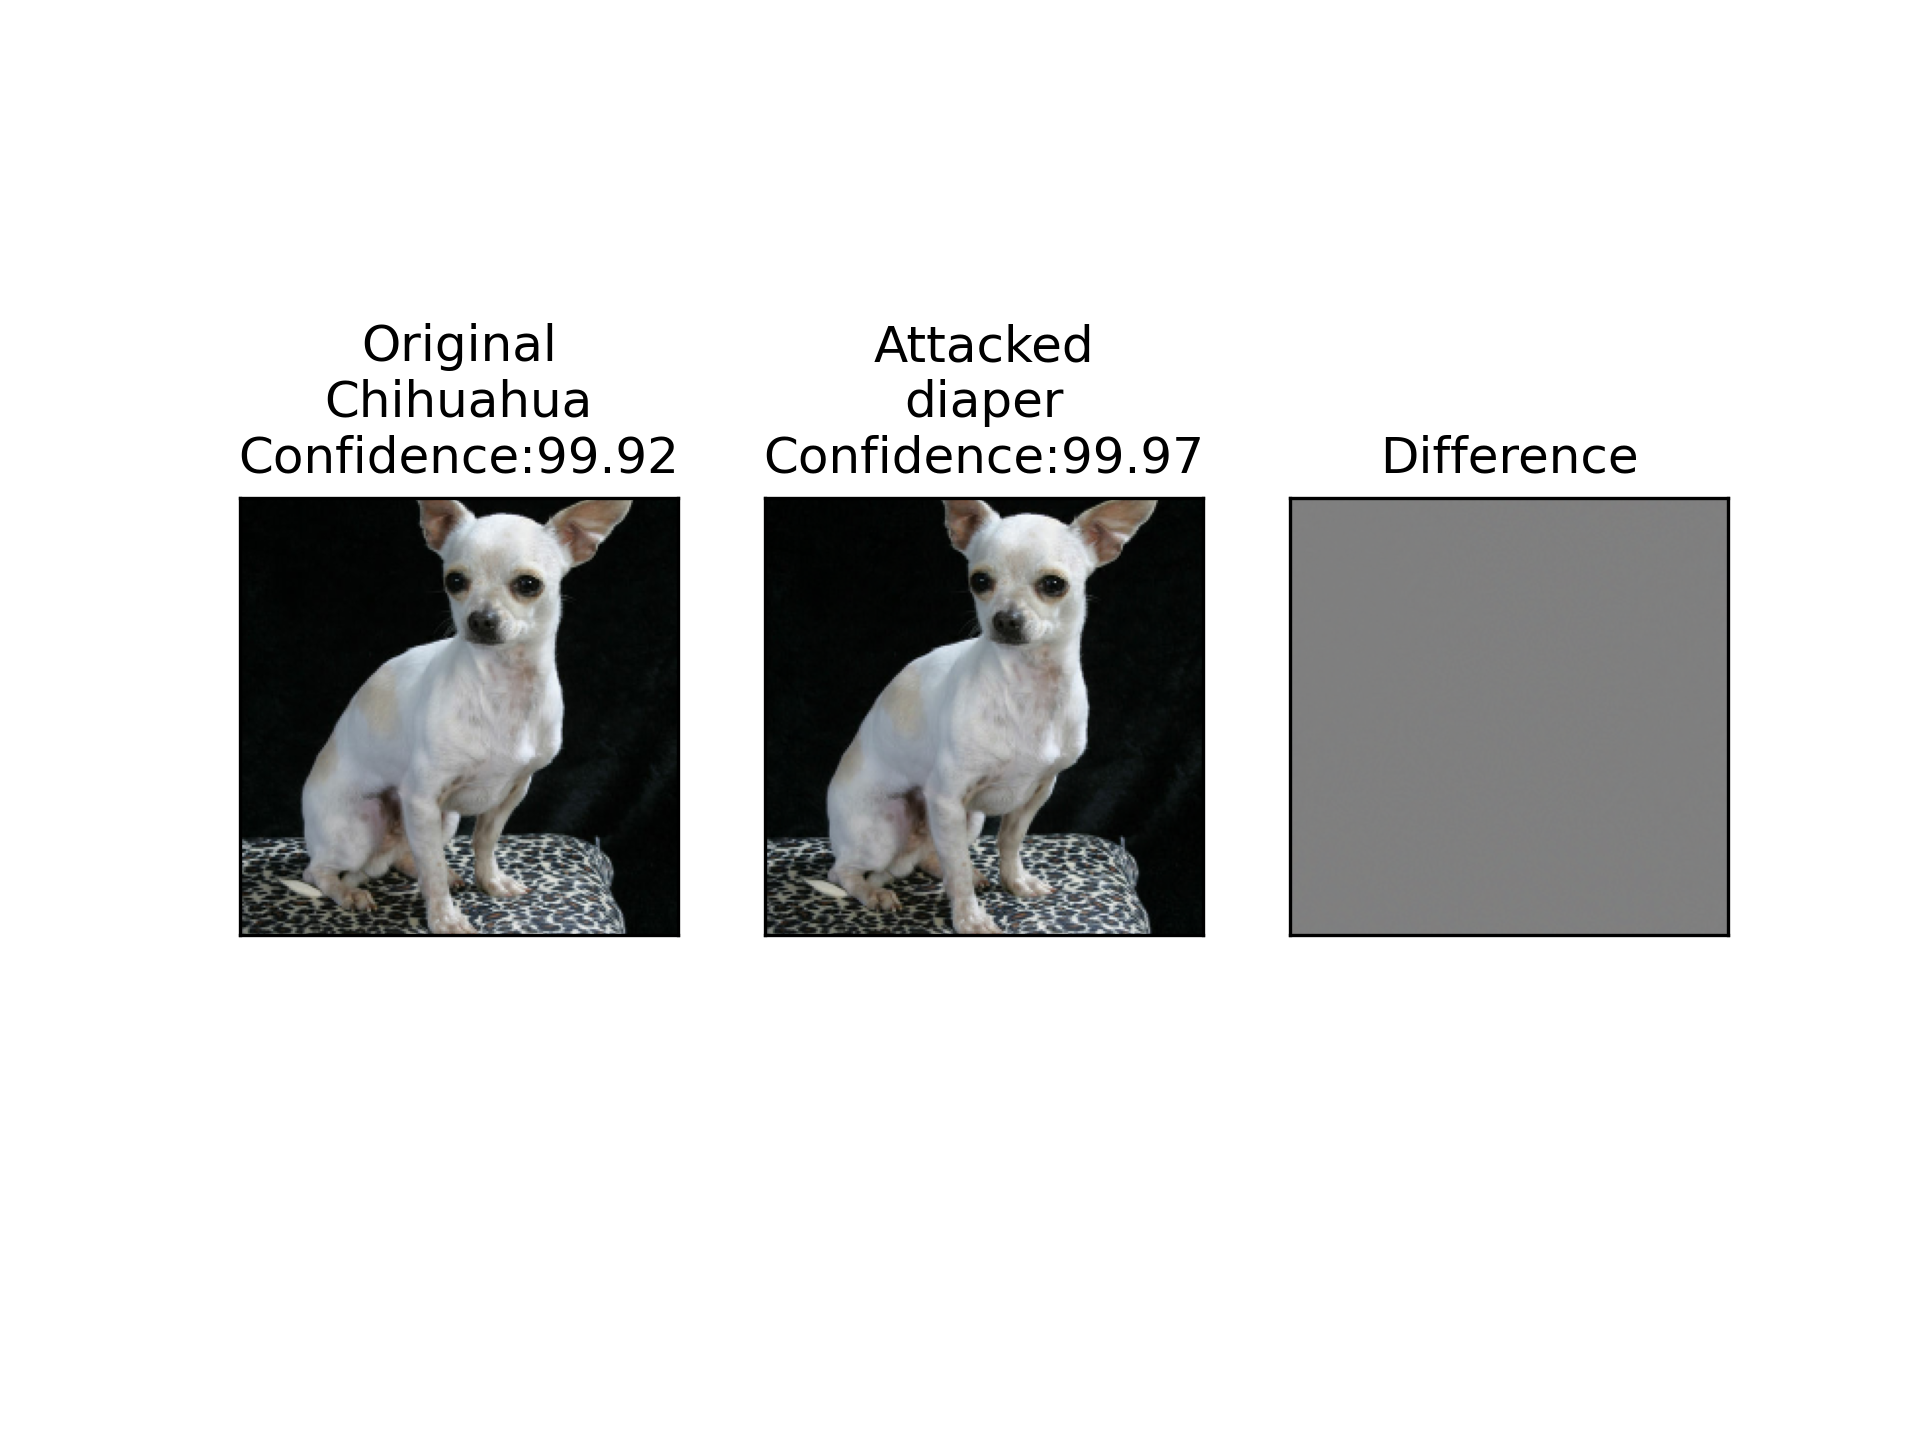 Original
Chihuahua
Confidence:99.92
Attacked
diaper
Confidence:99.97
Difference